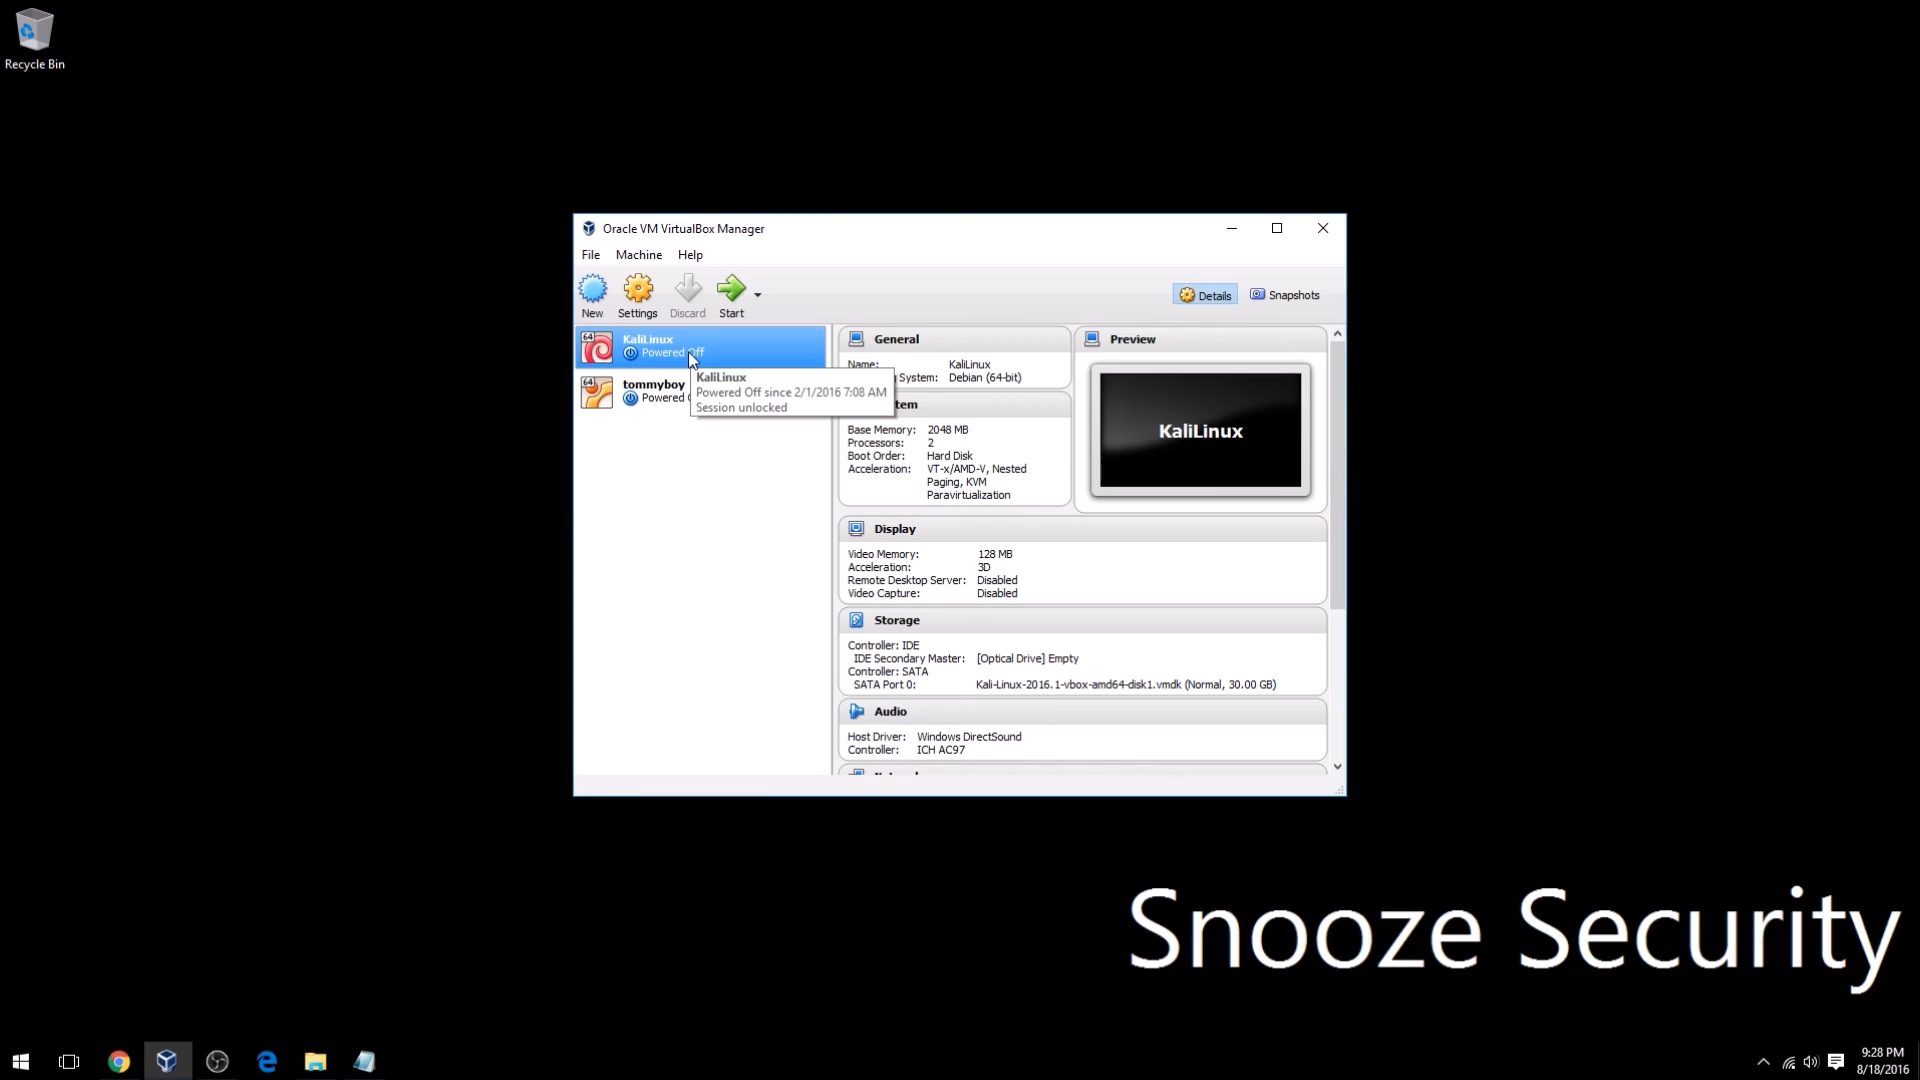 Recycle Bin
Oracle VM VirtualBox Manager
File Machine Help
New Settings Discard Start
Details Snapshots
64
KaliLinux
Powered Off
64
tommyboy
Powered
KaliLinux
Powered Off since 2/1/2016 7:08 AM
Session unlocked
General
Name: KaliLinux
System: Debian (64-bit)
Base Memory: 2048 MB
Processors: 2
Boot Order: Hard Disk
Acceleration: VT-x/AMD-V, Nested
Paging, KVM
Paravirtualization
Preview
KaliLinux
Display
Video Memory: 128 MB
Acceleration: 3D
Remote Desktop Server: Disabled
Video Capture: Disabled
Storage
Controller: IDE
IDE Secondary Master: [Optical Drive] Empty
Controller: SATA
SATA Port 0: Kali-Linux-2016.1-vbox-amd64-disk1.vmdk (Normal, 30.00 GB)
Audio
Host Driver: Windows DirectSound
Controller: ICH AC97
Snooze Security
9:28 PM
8/18/2016